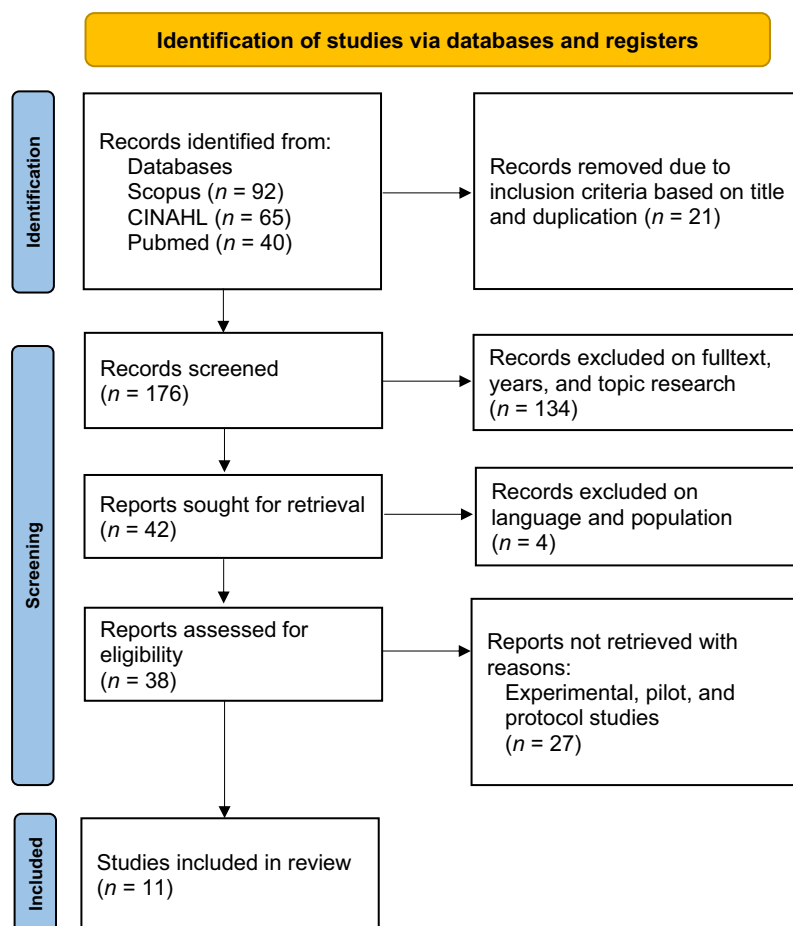 Identification of studies via databases and registers
Identification
Records identified from:
Databases
Scopus (n = 92)
CINAHL (n = 65)
Pubmed (n = 40)
Records removed due to
inclusion criteria based on title
and duplication (n = 21)
Screening
Records screened
(n = 176)
Records excluded on fulltext,
years, and topic research
(n = 134)
Reports sought for retrieval
(n = 42)
Records excluded on
language and population
(n = 4)
Reports assessed for
eligibility
(n = 38)
Reports not retrieved with
reasons:
Experimental, pilot, and
protocol studies
(n = 27)
Included
Studies included in review
(n = 11)